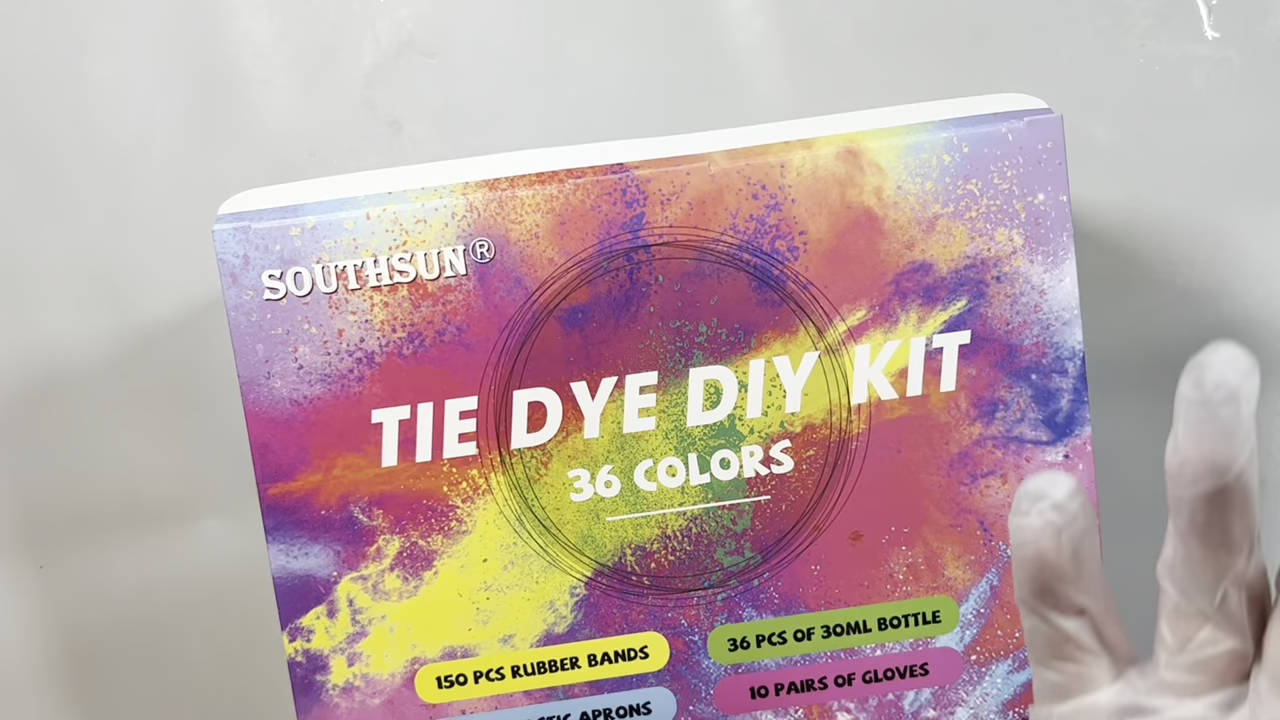 SOUTHSUN®
TIE DYE DIY KIT
36 COLORS
150 PCS RUBBER BANDS
36 PCS OF 30ML BOTTLE
APRONS
10 PAIRS OF GLOVES